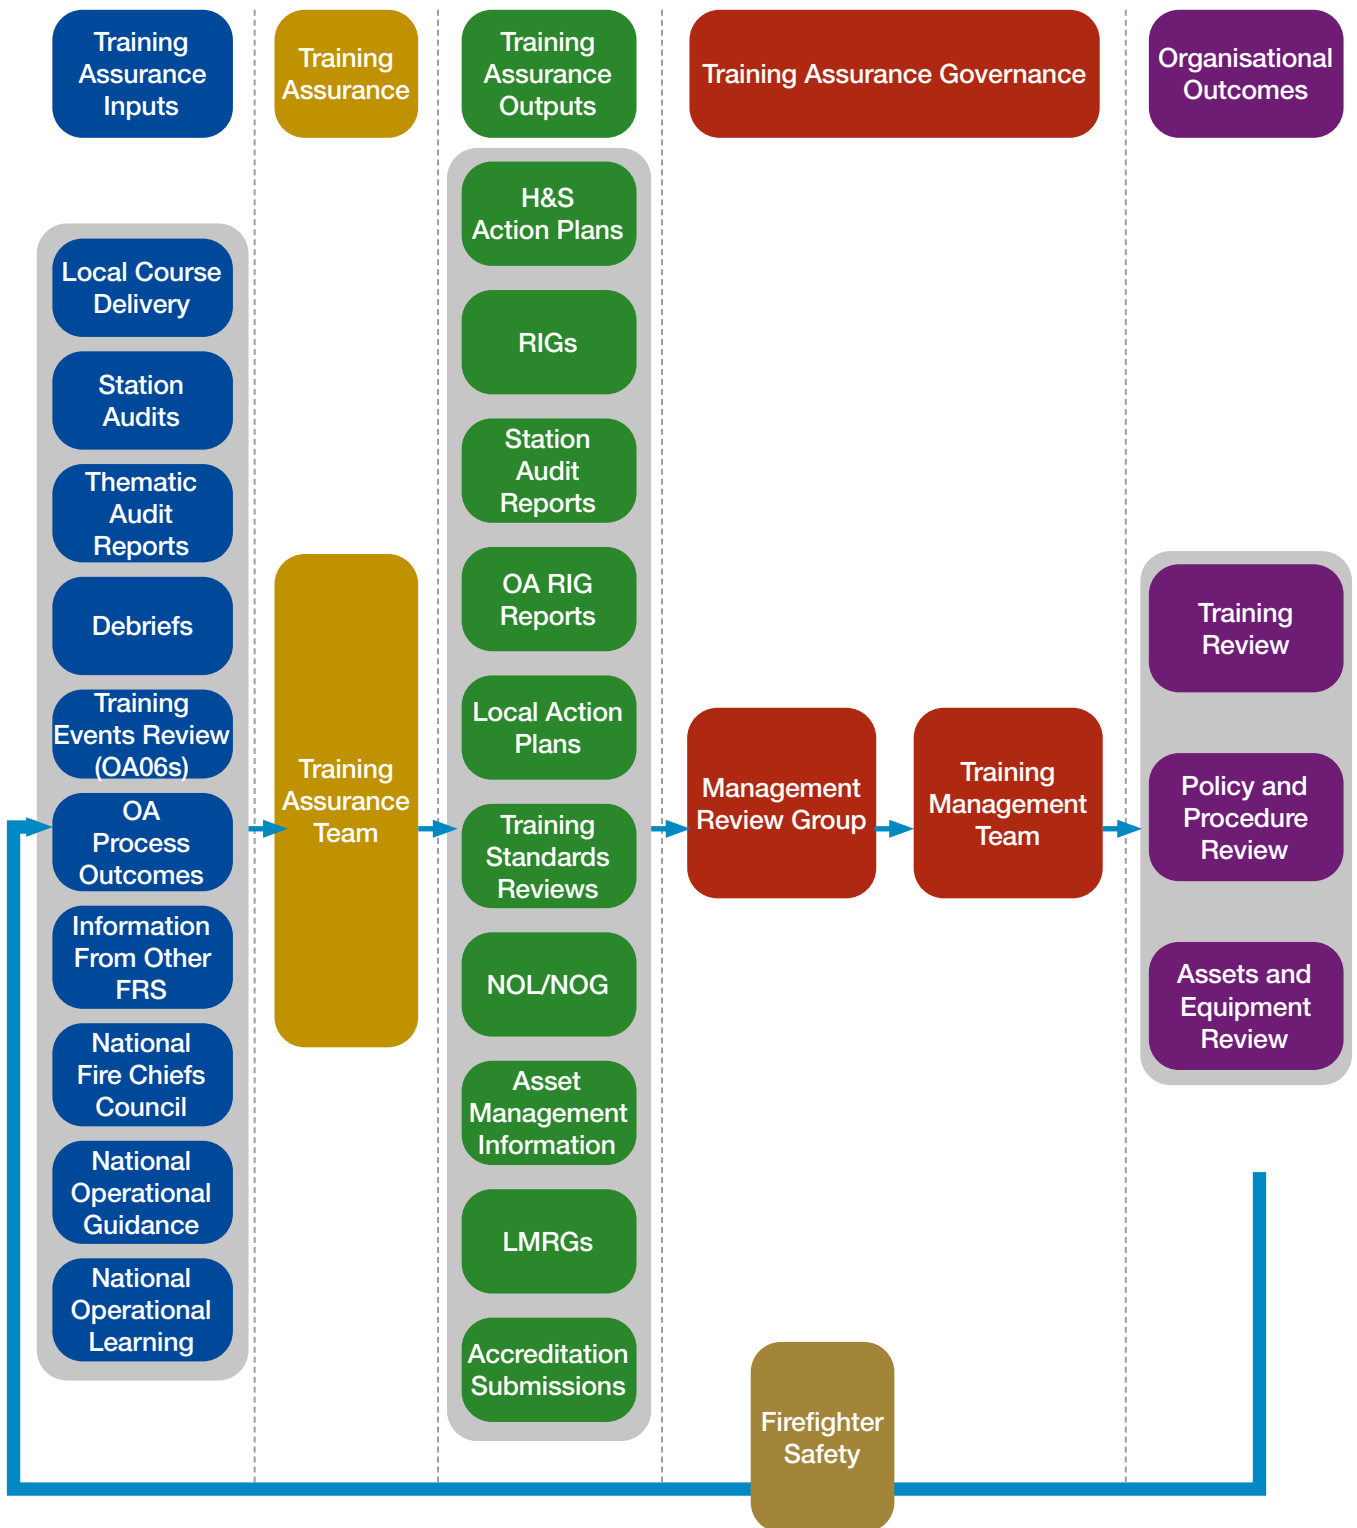 Training
Assurance
Inputs
Training
Assurance
Training
Assurance
Outputs
Training Assurance Governance
Organisational
Outcomes
Local Course
Delivery
Station
Audits
Thematic
Audit
Reports
Debriefs
Training
Events Review
(OA06s)
OA
Process
Outcomes
Information
From Other
FRS
National
Fire Chiefs
Council
National
Operational
Guidance
National
Operational
Learning
Training
Assurance
Team
H&S
Action Plans
RIGs
Station
Audit
Reports
OA RIG
Reports
Local Action
Plans
Training
Standards
Reviews
NOL/NOG
Asset
Management
Information
LMRGs
Accreditation
Submissions
Management
Review Group
Training
Management
Team
Training
Review
Policy and
Procedure
Review
Assets and
Equipment
Review
Firefighter
Safety